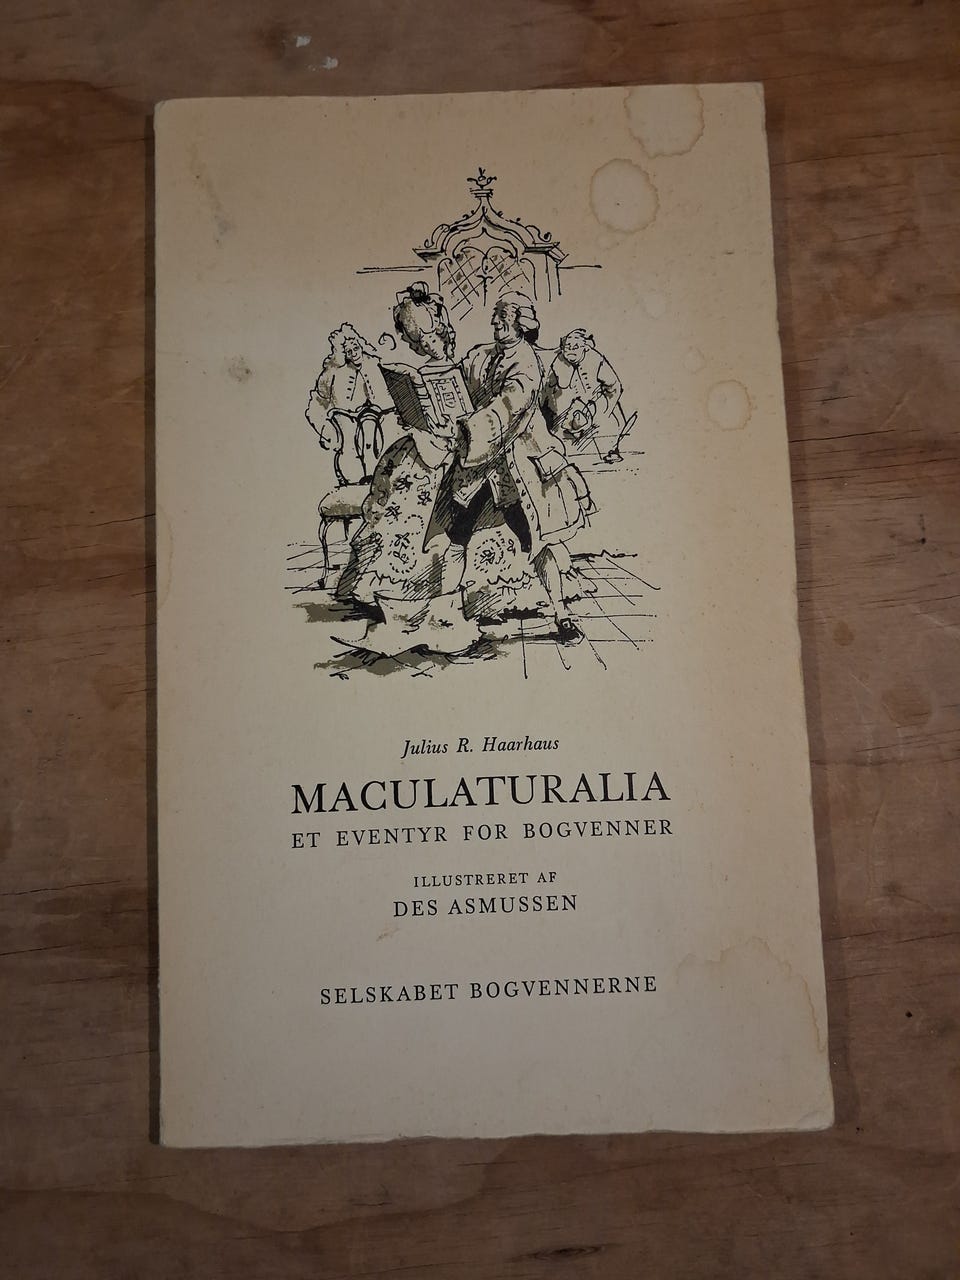 Julius R. Haarhaus
MACULATURALIA
ET EVENTYR FOR BOGVENNER
ILLUSTRERET AF
DES ASMUSSEN
SELSKABET BOGVENNERNE